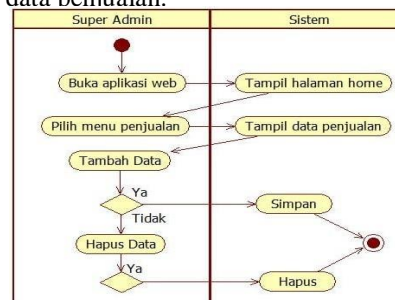 data penjualan.
Super Admin
Sistem
Buka aplikasi web
Tampil halaman home
Pilih menu penjualan
Tampil data penjualan
Tambah Data
Ya
Simpan
Tidak
Hapus Data
Ya
Hapus